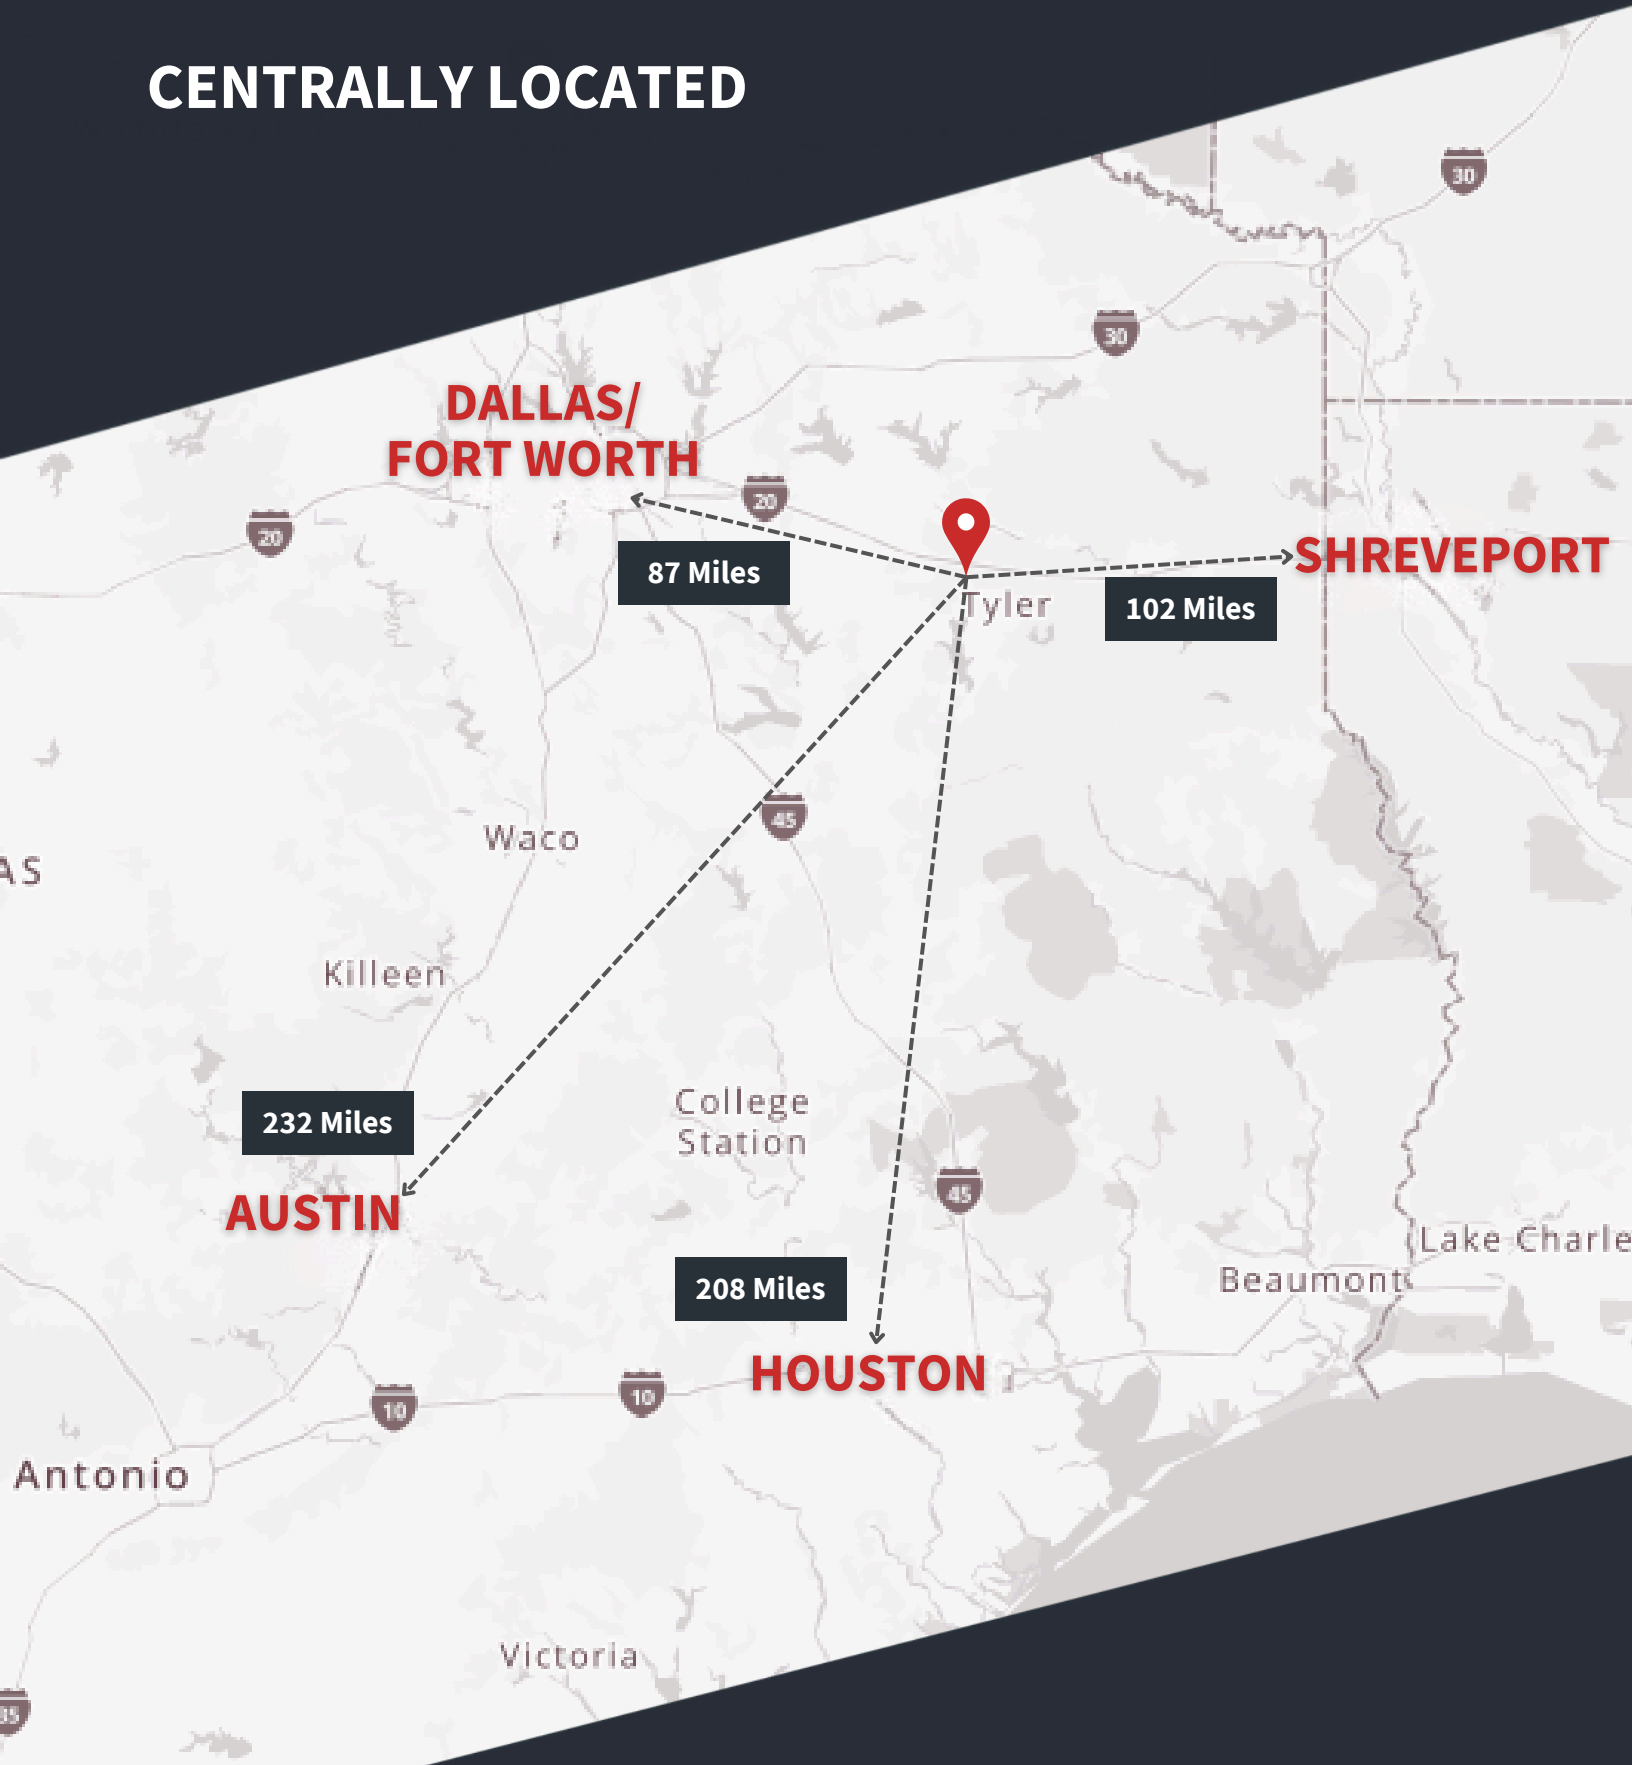 CENTRALLY LOCATED
30
30
DALLAS/
FORT WORTH
20
20
87 Miles
SHREVEPORT
Tyler
102 Miles
45
Waco
AS
Killeen
College
Station
232 Miles
AUSTIN
45
Lake Charle
Beaumont
208 Miles
HOUSTON
10
10
Antonio
Victoria
35